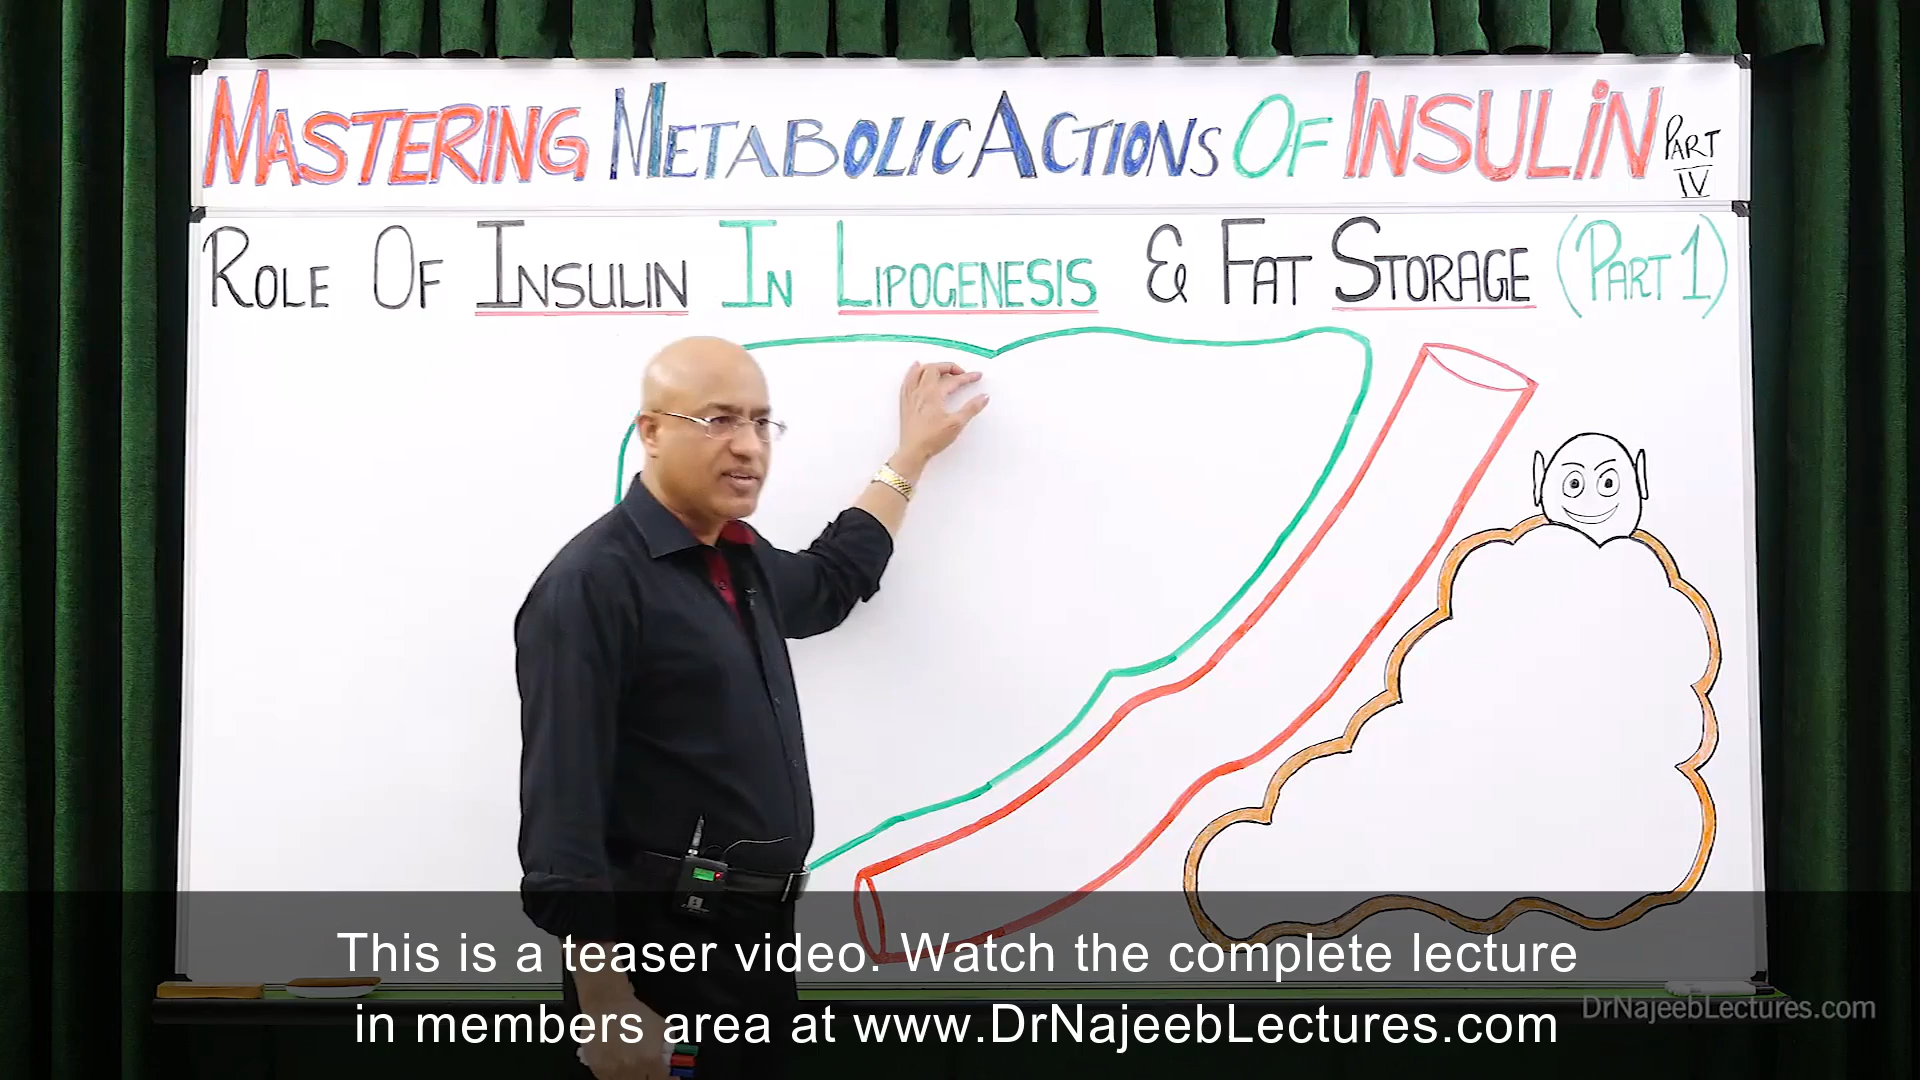 MASTERING METABOLIC ACTIONS OF INSULiN PART IV
ROLE OF INSULIN IN LIPOGENESIS & FAT STORAGE (PART 1)
This is a teaser video. Watch the complete lecture
in members area at www.DrNajeebLectures.com
DrNajeebLectures.com